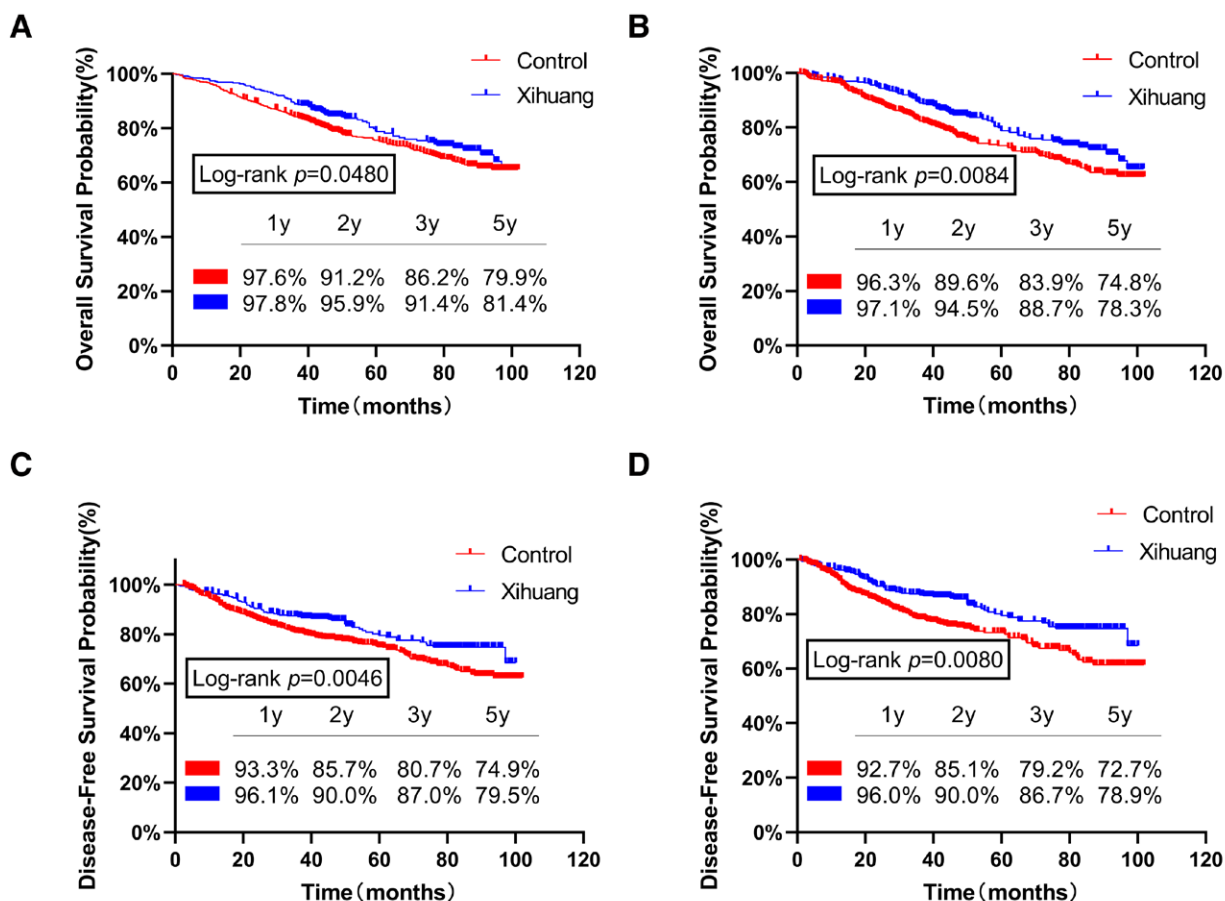 A
Control
Xihuang
Overall Survival Probability(%)
100%
80%
60%
40%
20%
0%
Log-rank p=0.0480
1y 2y 3y 5y
97.6% 91.2% 86.2% 79.9%
97.8% 95.9% 91.4% 81.4%
0 20 40 60 80 100 120
Time(months)
B
Control
Xihuang
Overall Survival Probability(%)
100%
80%
60%
40%
20%
0%
Log-rank p=0.0084
1y 2y 3y 5y
96.3% 89.6% 83.9% 74.8%
97.1% 94.5% 88.7% 78.3%
0 20 40 60 80 100 120
Time(months)
C
Control
Xihuang
Disease-Free Survival Probability(%)
100%
80%
60%
40%
20%
0%
Log-rank p=0.0046
1y 2y 3y 5y
93.3% 85.7% 80.7% 74.9%
96.1% 90.0% 87.0% 79.5%
0 20 40 60 80 100 120
Time(months)
D
Control
Xihuang
Disease-Free Survival Probability(%)
100%
80%
60%
40%
20%
0%
Log-rank p=0.0080
1y 2y 3y 5y
92.7% 85.1% 79.2% 72.7%
96.0% 90.0% 86.7% 78.9%
0 20 40 60 80 100 120
Time(months)